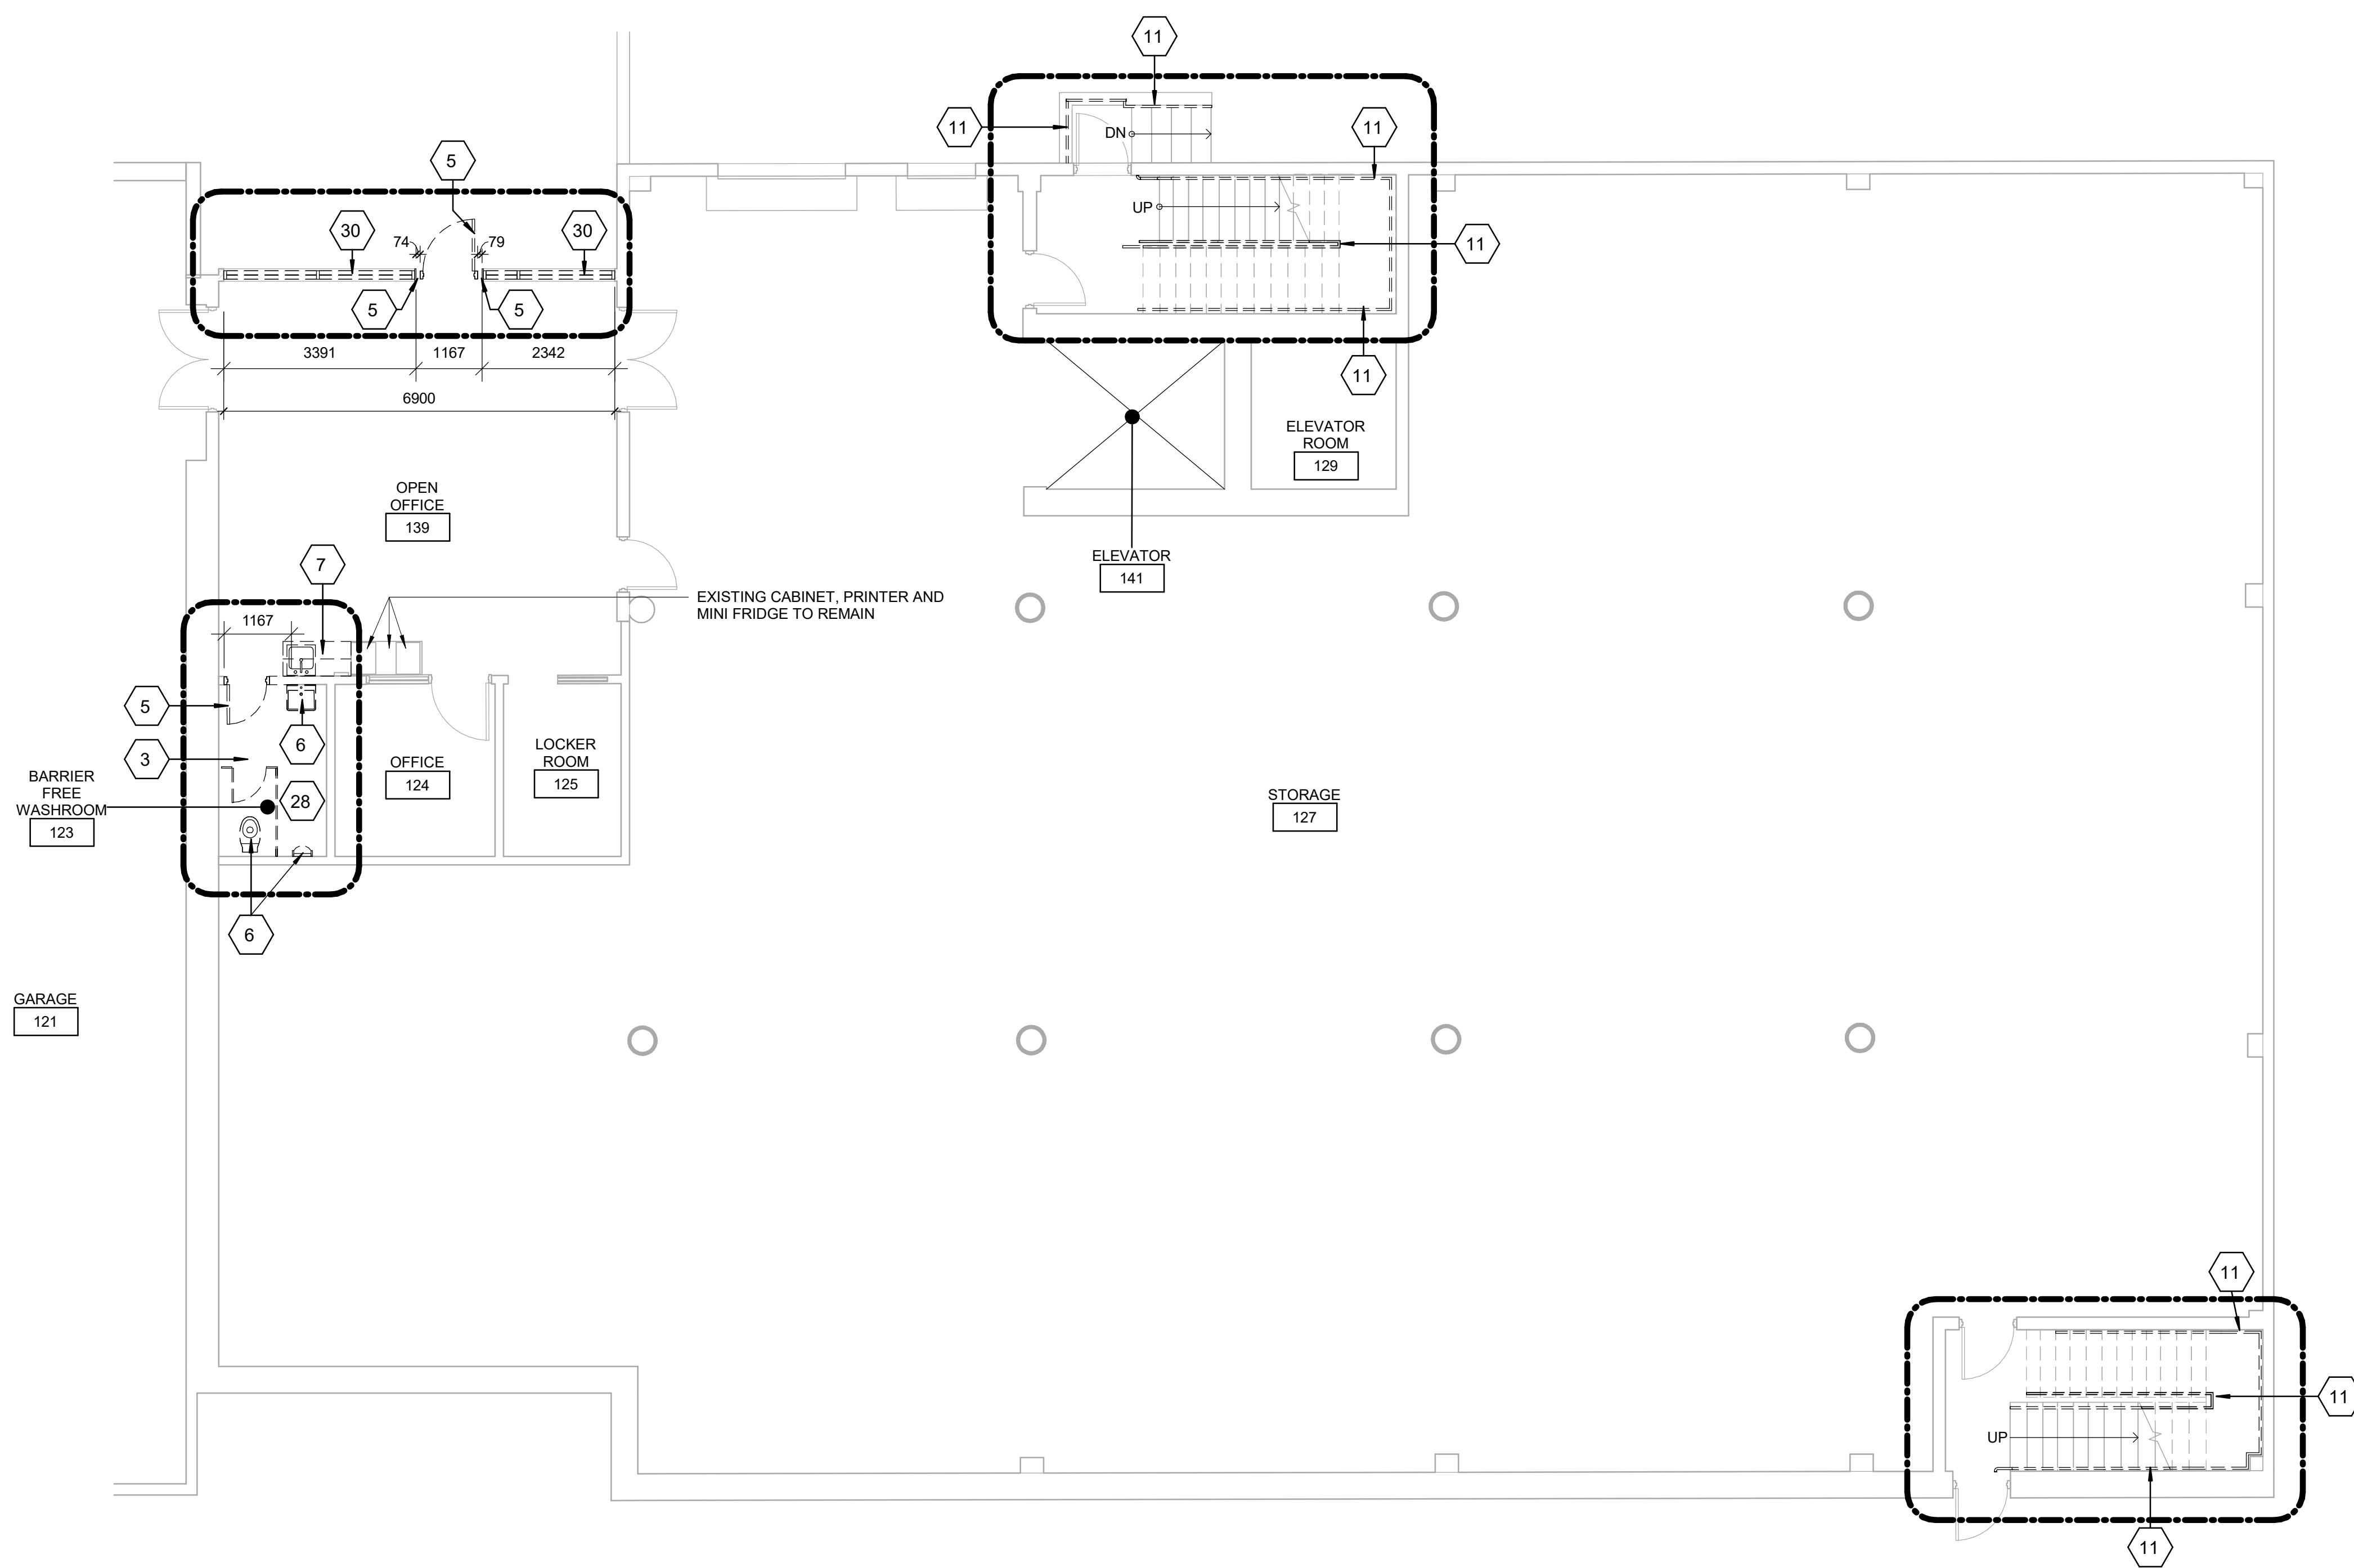 11
11
11
DN
5
30
30
74
79
UP
11
5
5
3391
1167
2342
11
6900
ELEVATOR
ROOM
129
OPEN
OFFICE
139
7
ELEVATOR
141
EXISTING CABINET, PRINTER AND
MINI FRIDGE TO REMAIN
1167
5
6
3
LOCKER
ROOM
125
OFFICE
124
BARRIER
FREE
WASHROOM
123
28
STORAGE
127
6
GARAGE
121
11
11
UP
11